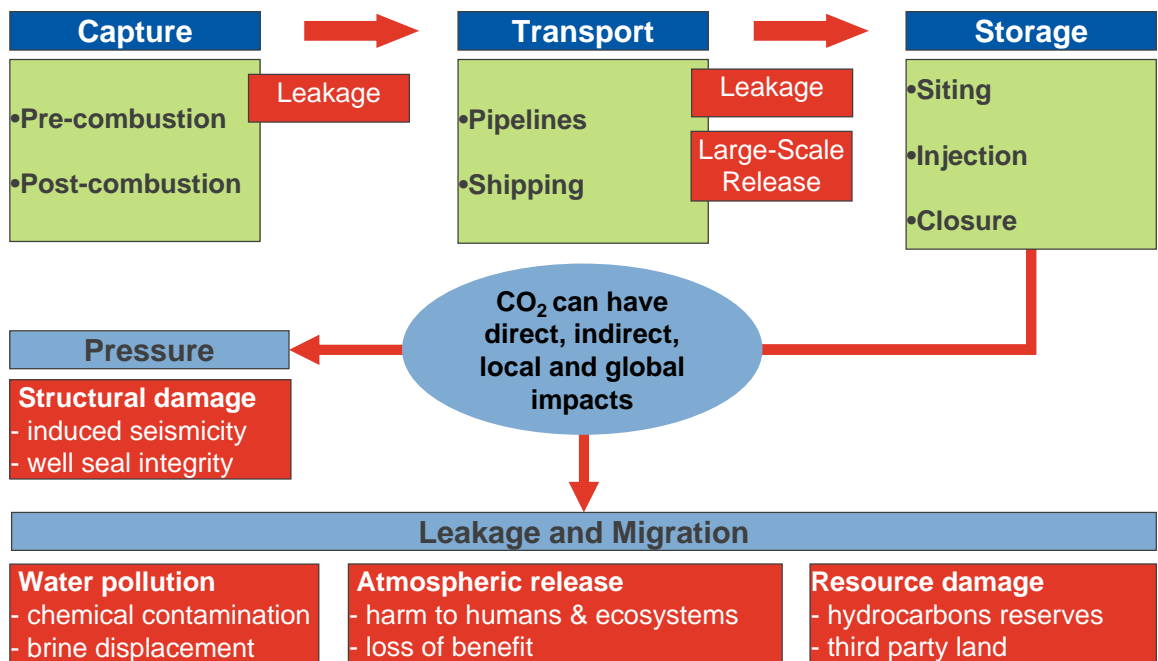 Capture
Transport
Storage
Leakage
•Pre-combustion
•Post-combustion
Leakage
Large-Scale
Release
•Pipelines
•Shipping
•Siting
•Injection
•Closure
CO₂ can have
direct, indirect,
local and global
impacts
Pressure
Structural damage
- induced seismicity
- well seal integrity
Leakage and Migration
Water pollution
- chemical contamination
- brine displacement
Atmospheric release
- harm to humans & ecosystems
- loss of benefit
Resource damage
- hydrocarbons reserves
- third party land